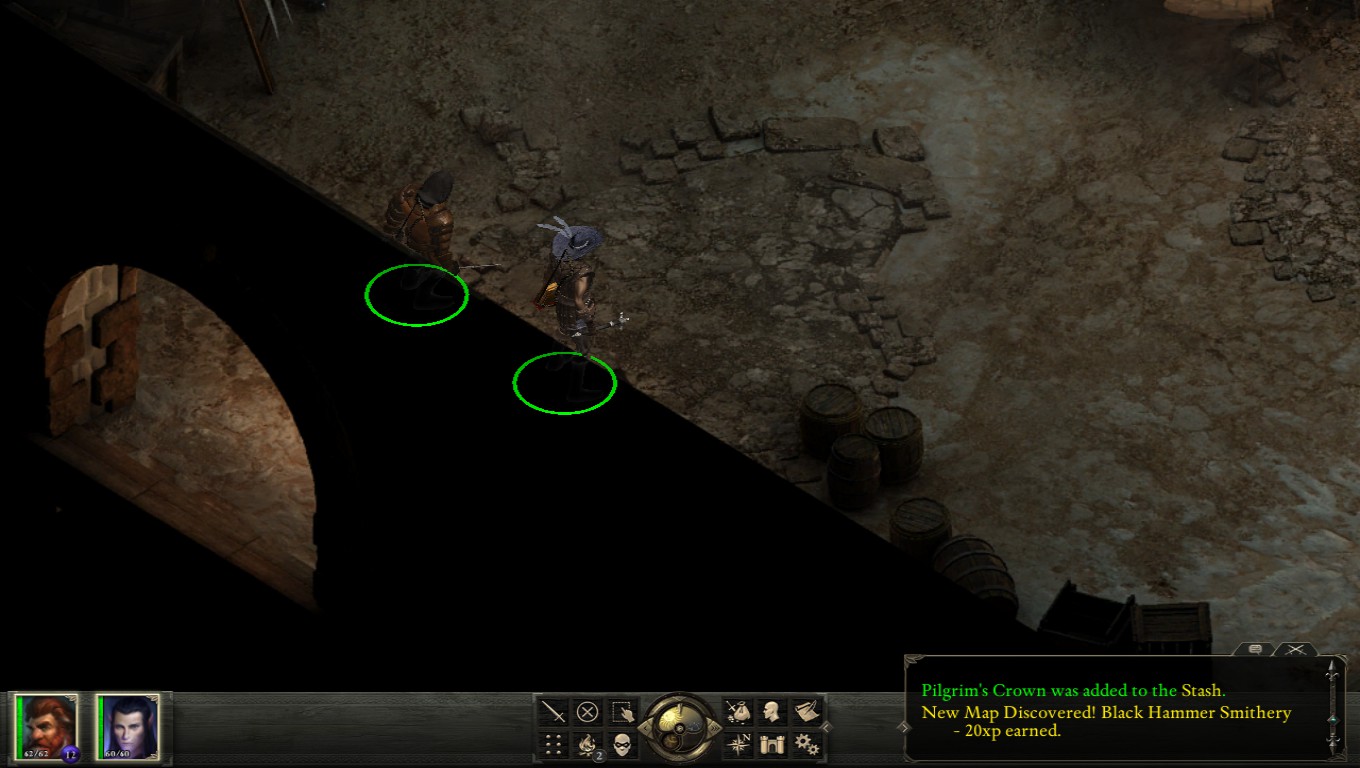 Pilgrim's Crown was added to the Stash.
New Map Discovered! Black Hammer Smithery
- 20xp earned.
62/62
12
60/60
2
N